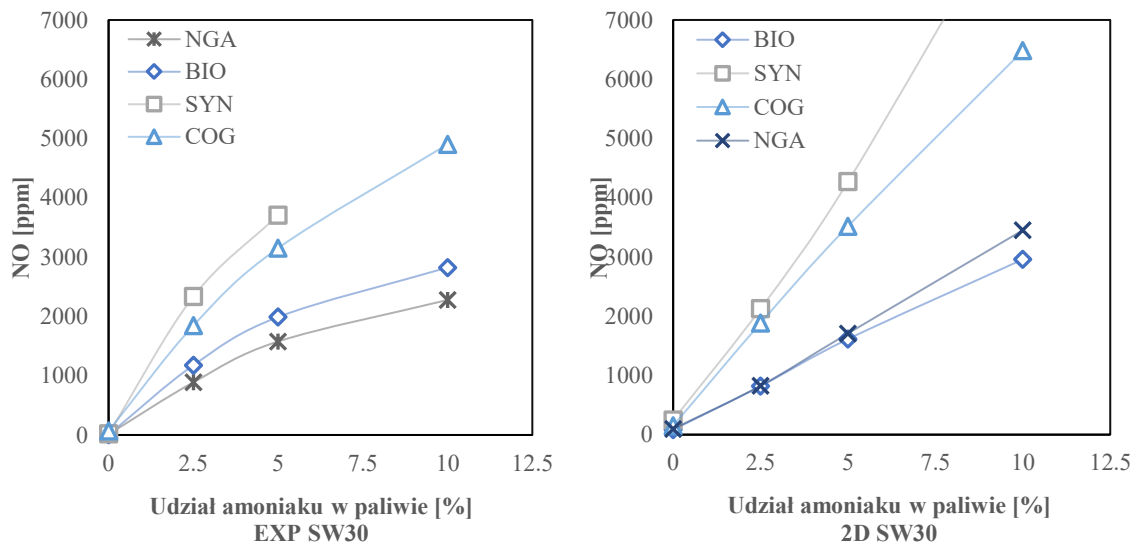 7000
6000
5000
4000
3000
2000
1000
0
NO [ppm]
NGA
BIO
SYN
COG
0
2.5
5
7.5
10
12.5
Udział amoniaku w paliwie [%]
EXP SW30
7000
6000
5000
4000
3000
2000
1000
0
NO [ppm]
BIO
SYN
COG
NGA
0
2.5
5
7.5
10
12.5
Udział amoniaku w paliwie [%]
2D SW30